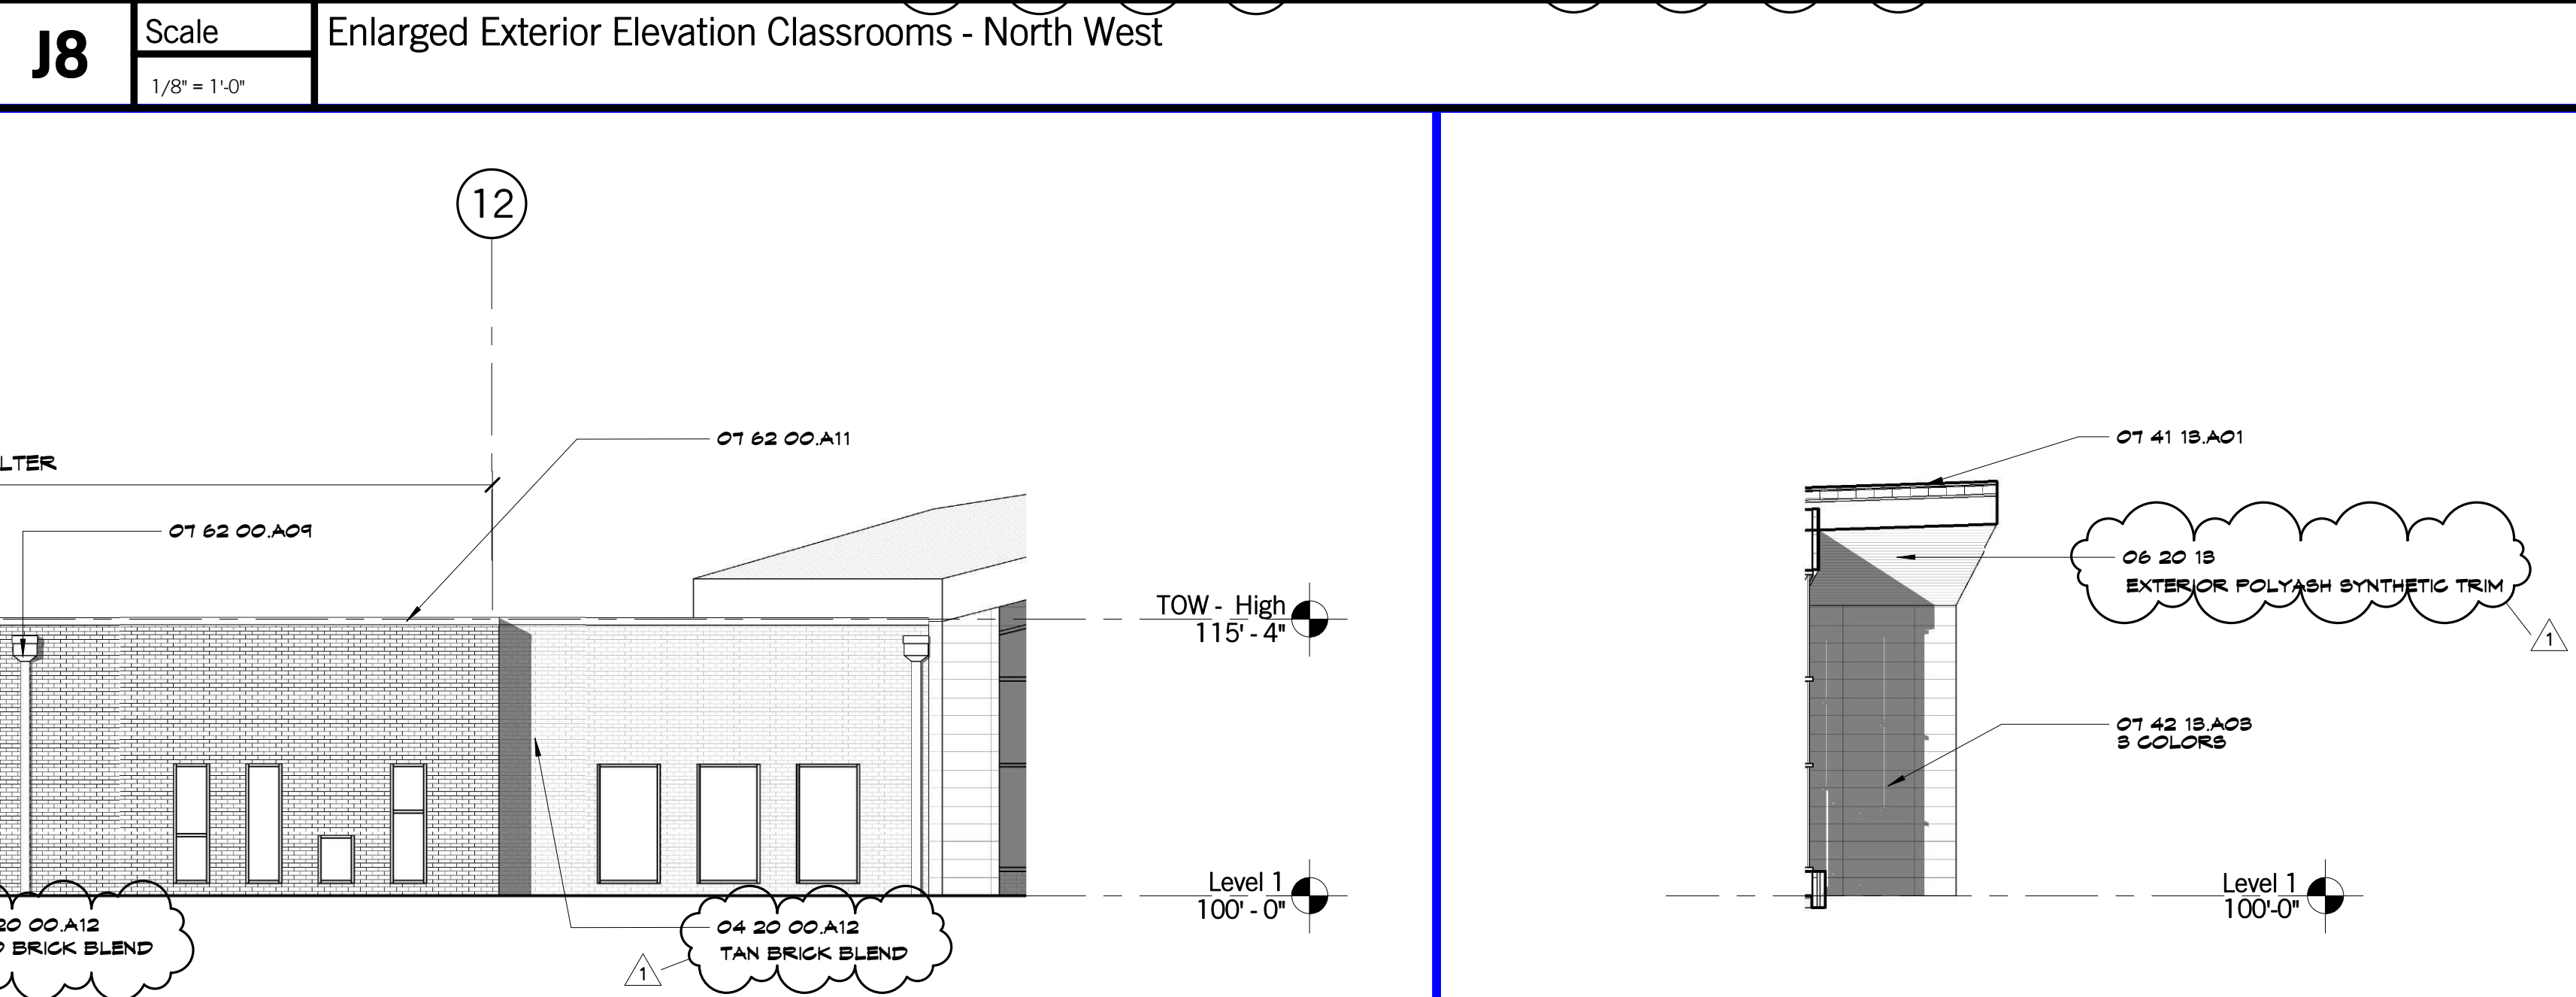 J8
Scale
1/8" = 1'-0"
Enlarged Exterior Elevation Classrooms - North West
12
07 62 00.A11
07 41 13.A01
LTER
07 62 00.A09
06 20 13
EXTERIOR POLYASH SYNTHETIC TRIM
1
TOW - High
115' - 4"
07 42 13.A03
3 COLORS
Level 1
100' - 0"
Level 1
100'-0"
20 00.A12
BRICK BLEND
04 20 00.A12
TAN BRICK BLEND
1